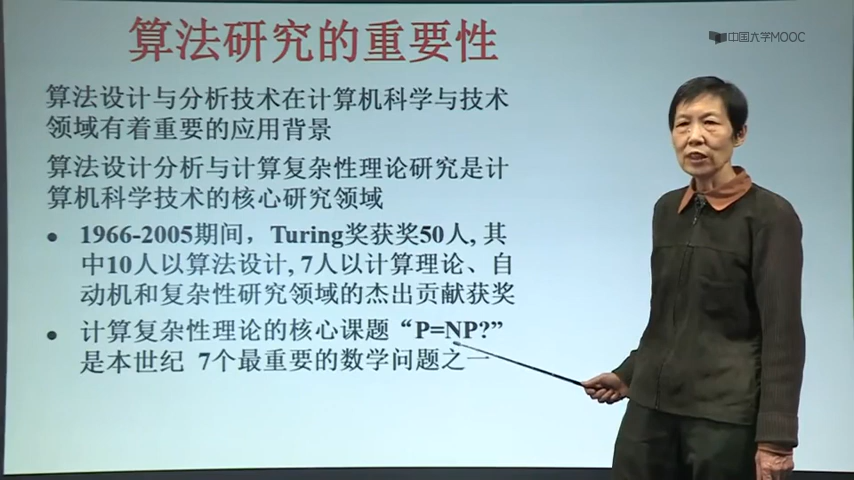 算法研究的重要性
中国大学MOOC
算法设计与分析技术在计算机科学与技术
领域有着重要的应用背景
算法设计分析与计算复杂性理论研究是计
算机科学技术的核心研究领域
• 1966-2005期间，Turing奖获奖50人, 其
中10人以算法设计, 7人以计算理论、自
动机和复杂性研究领域的杰出贡献获奖
• 计算复杂性理论的核心课题“P=NP?”
是本世纪 7个最重要的数学问题之一